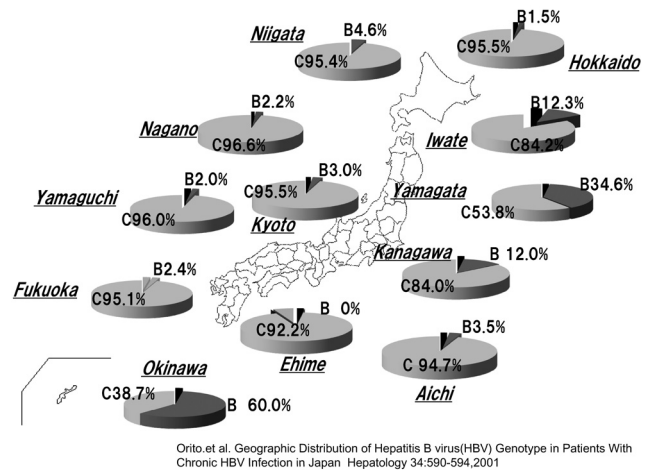 Niigata
B4.6%
C95.4%
B1.5%
C95.5%
Hokkaido
Nagano
B2.2%
C96.6%
Iwate
B12.3%
C84.2%
Yamaguchi
B2.0%
C96.0%
Kyoto
B3.0%
C95.5%
Yamagata
B34.6%
C53.8%
Kanagawa
B 12.0%
C84.0%
Fukuoka
B2.4%
C95.1%
B 0%
C92.2%
Ehime
B3.5%
C 94.7%
Aichi
Okinawa
C38.7%
B 60.0%
Orito.et al. Geographic Distribution of Hepatitis B virus(HBV) Genotype in Patients With
Chronic HBV Infection in Japan Hepatology 34:590-594,2001